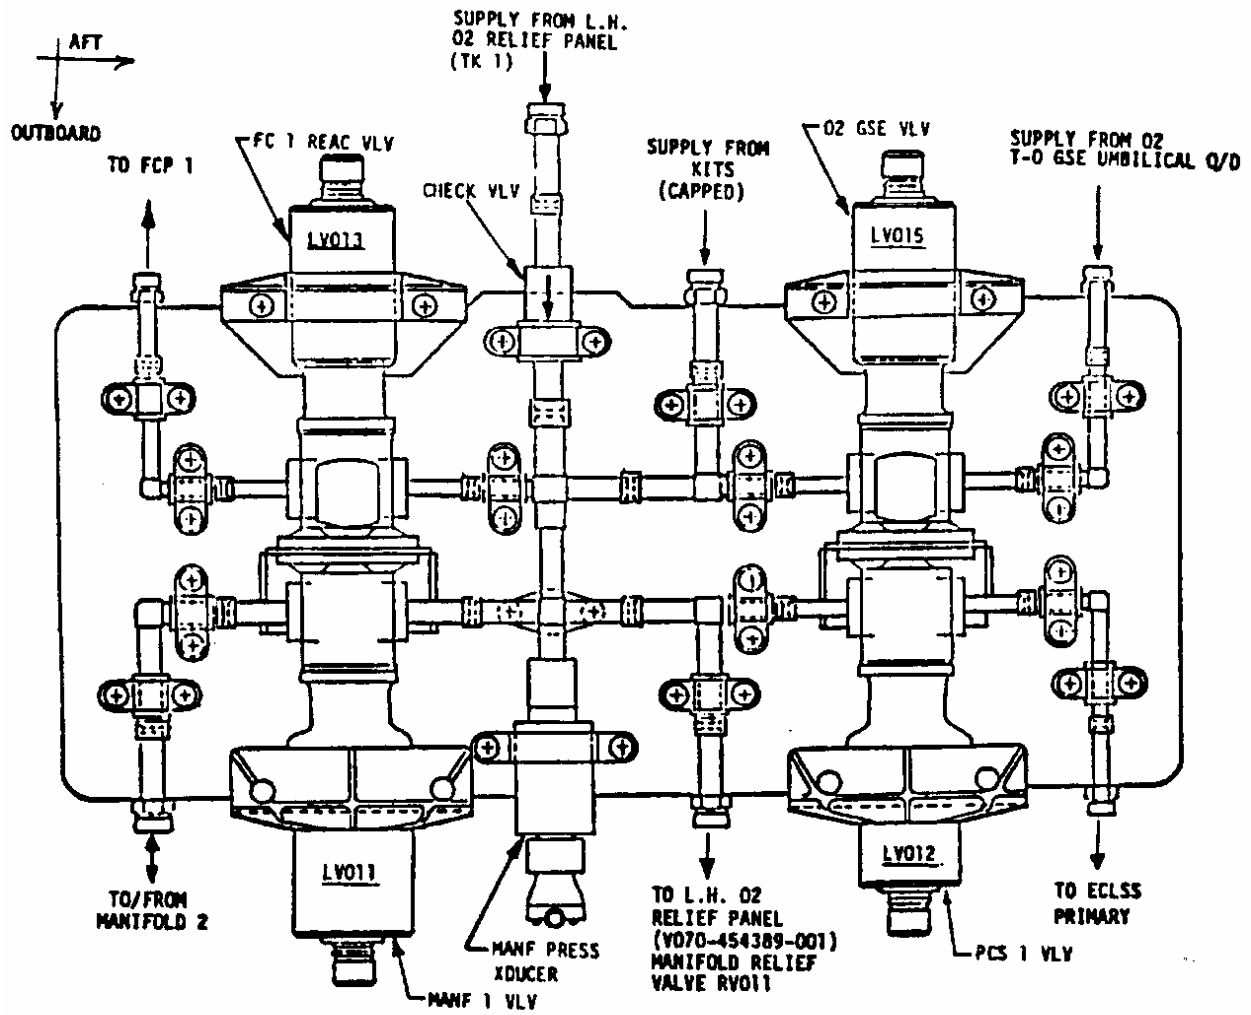 SUPPLY FROM L.H.
O2 RELIEF PANEL
(TK 1)
AFT
OUTBOARD
TO FCP 1
FC 1 REAC VLV
CHECK VLV
SUPPLY FROM
KITS
(CAPPED)
O2 GSE VLV
SUPPLY FROM O2
T-O GSE UMBILICAL Q/D
LV013
LV015
LV011
LV012
TO/FROM
MANIFOLD 2
MANF PRESS
XDUCER
MANF 1 VLV
TO L.H. O2
RELIEF PANEL
(V070-454389-001)
MANIFOLD RELIEF
VALVE RV011
TO ECLSS
PRIMARY
PCS 1 VLV